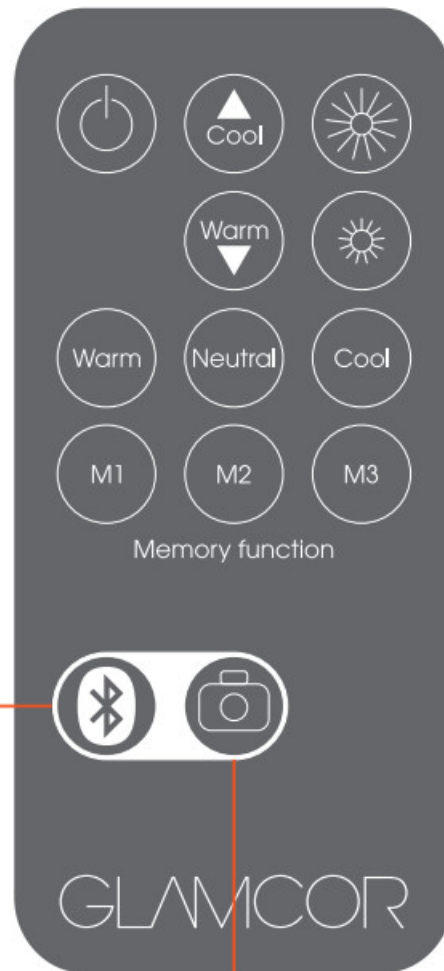 Cool
Warm
Warm Neutral Cool
M1 M2 M3
Memory function
GLAMCOR